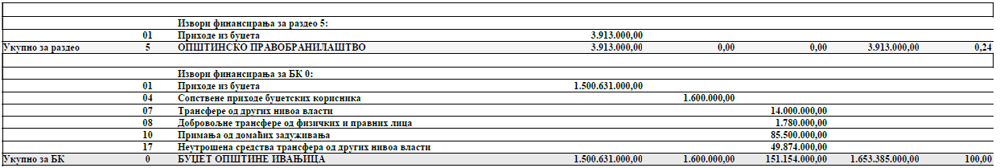 Извори финансирања за раздео 5:
01 Приходе из буџета 3.913.000,00
Укупно за раздео 5 ОПШТИНСКО ПРАВОБРАНИЛАШТВО 3.913.000,00 0,00 0,00 3.913.000,00 0,24
Извори финансирања за БК 0:
01 Приходе из буџета 1.500.631.000,00
04 Сопствене приходе буџетских корисника 1.600.000,00
07 Трансфере од других нивоа власти 14.000.000,00
08 Добровољне трансфере од физичких и правних лица 1.780.000,00
10 Примања од домаћих задуживања 85.500.000,00
17 Неутрошена средства трансфера од других нивоа власти 49.874.000,00
Укупно за БК 0 БУЏЕТ ОПШТИНЕ ИВАЊИЦА 1.500.631.000,00 1.600.000,00 151.154.000,00 1.653.385.000,00 100,00